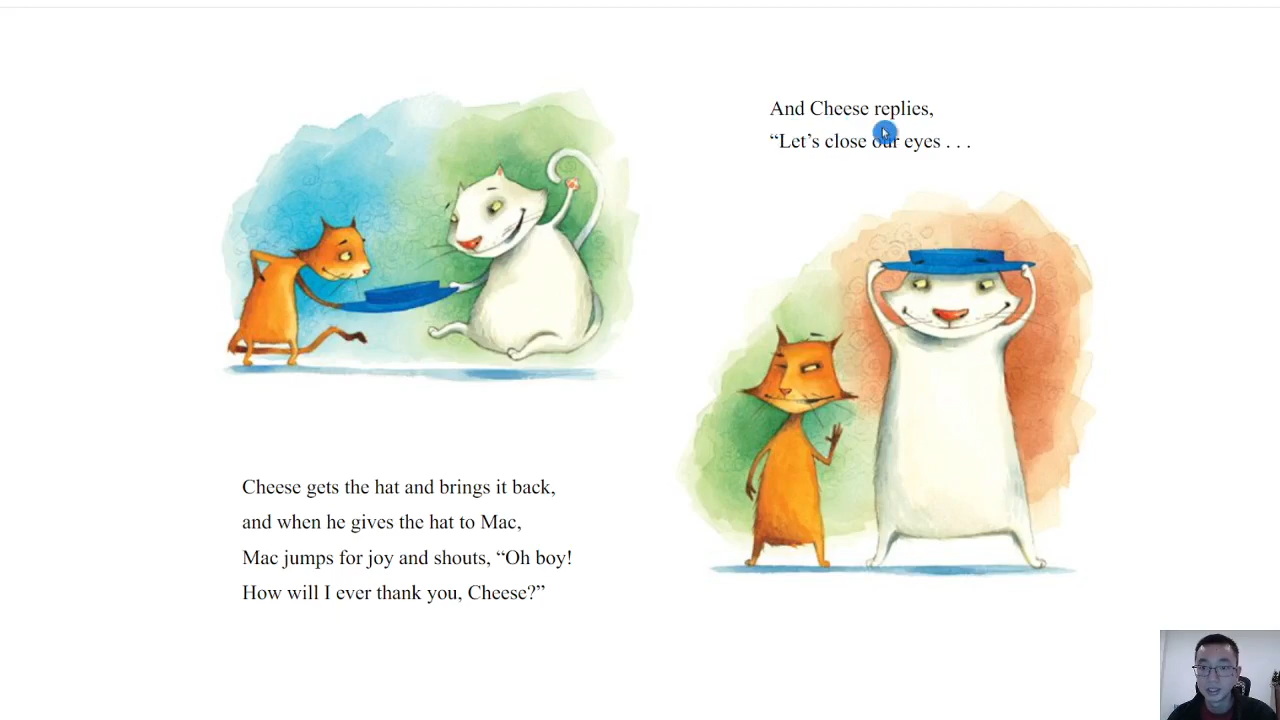 Cheese gets the hat and brings it back,
and when he gives the hat to Mac,
Mac jumps for joy and shouts, “Oh boy!
How will I ever thank you, Cheese?”
And Cheese replies,
“Let’s close our eyes . . .